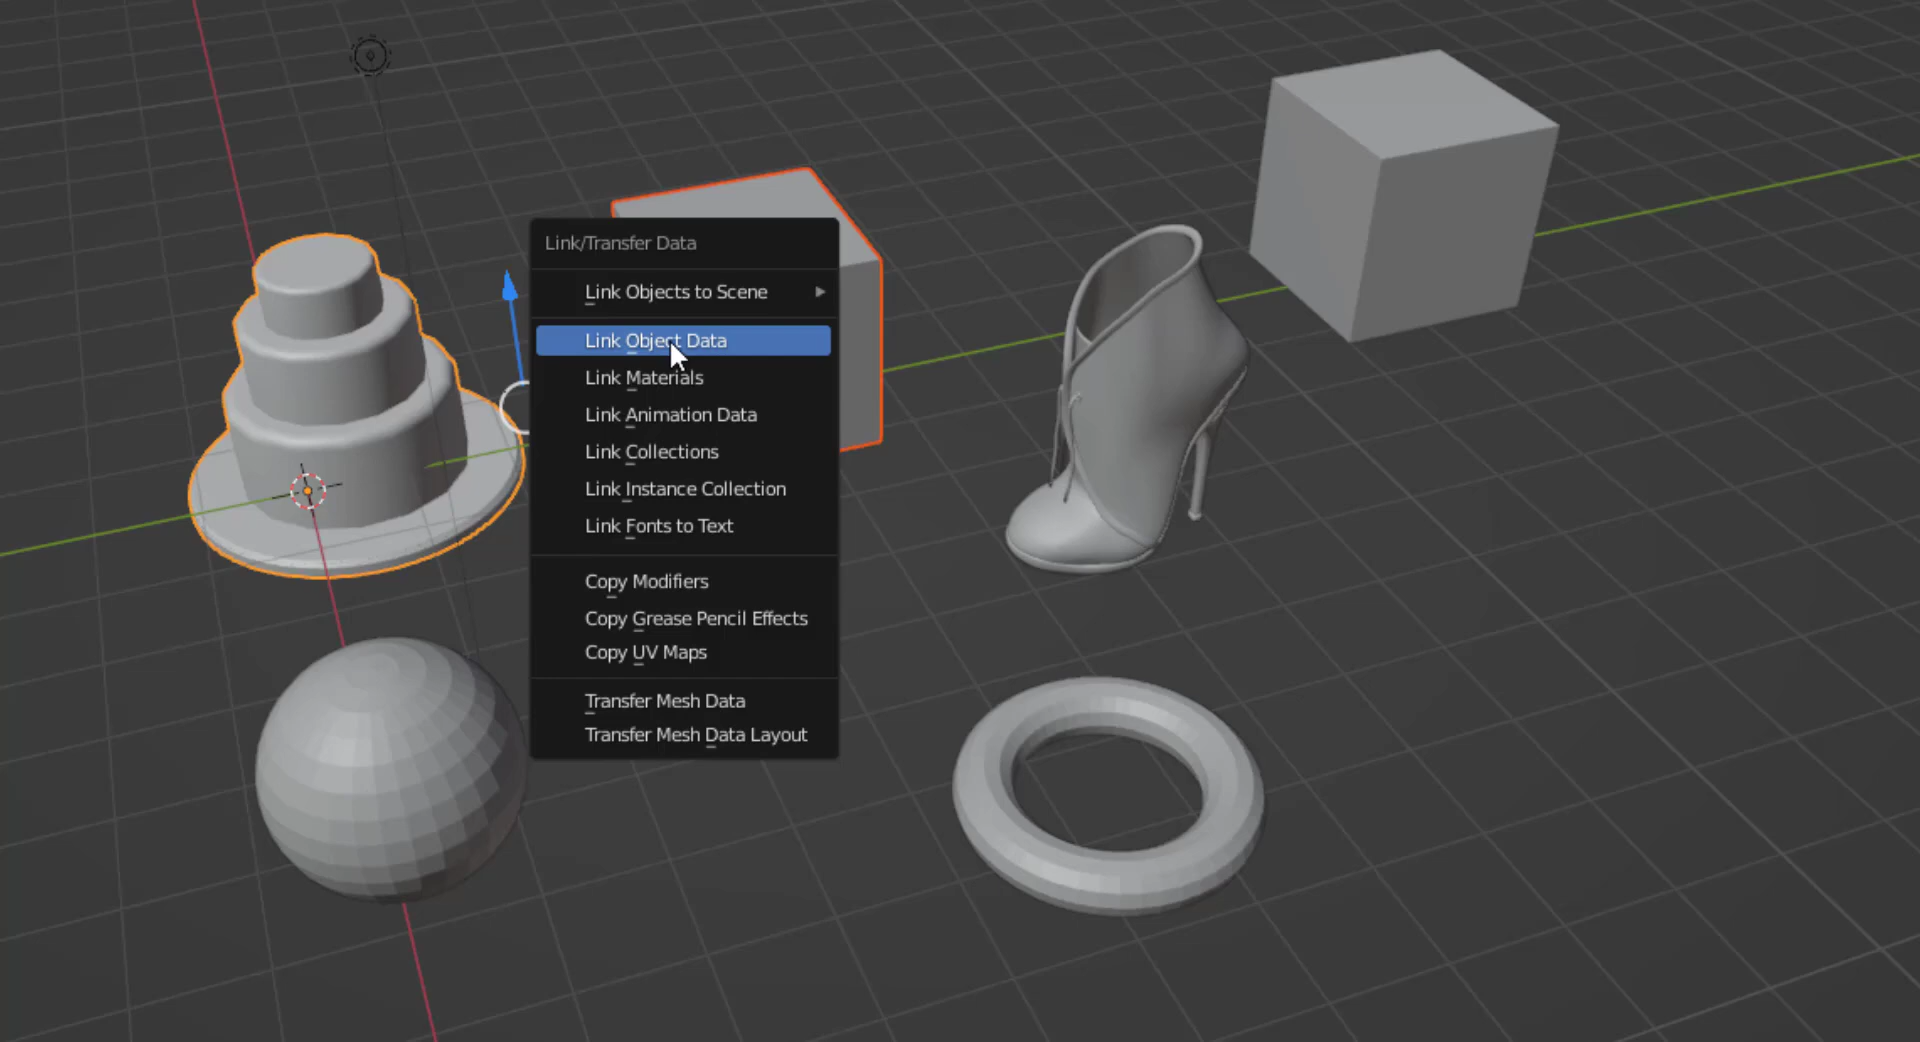 Link/Transfer Data
Link Objects to Scene
Link Object Data
Link Materials
Link Animation Data
Link Collections
Link Instance Collection
Link Fonts to Text
Copy Modifiers
Copy Grease Pencil Effects
Copy UV Maps
Transfer Mesh Data
Transfer Mesh Data Layout